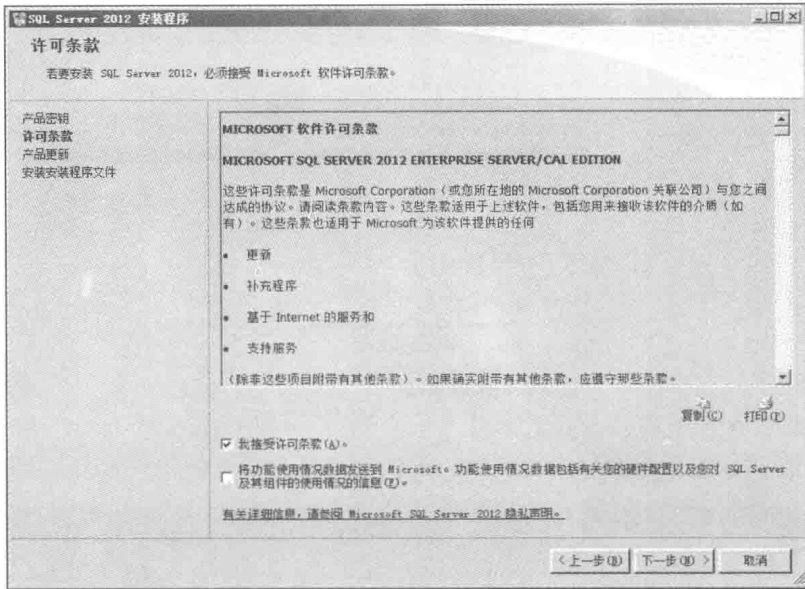 SQL Server 2012 安装程序
许可条款
若要安装 SQL Server 2012，必须接受 Microsoft 软件许可条款。
产品密钥
许可条款
产品更新
安装安装程序文件
MICROSOFT 软件许可条款
MICROSOFT SQL SERVER 2012 ENTERPRISE SERVER/CAL EDITION
这些许可条款是 Microsoft Corporation（或您所在地的 Microsoft Corporation 关联公司）与您之间
达成的协议。请阅读条款内容。这些条款适用于上述软件，包括您用来接收该软件的介质（如
有）。这些条款也适用于 Microsoft 为该软件提供的任何
• 更新
• 补充程序
• 基于 Internet 的服务和
• 支持服务
（除非这些项目附带有其他条款）。如果确实附带有其他条款，应遵守那些条款。
复制(C) 打印(P)
我接受许可条款(A)。
将功能使用情况数据发送到 Microsoft。功能使用情况数据包括有关您的硬件配置以及您对 SQL Server
及其组件的使用情况的信息(F)。
有关详细信息，请参阅 Microsoft SQL Server 2012 隐私声明。
< 上一步(B) 下一步(N) > 取消